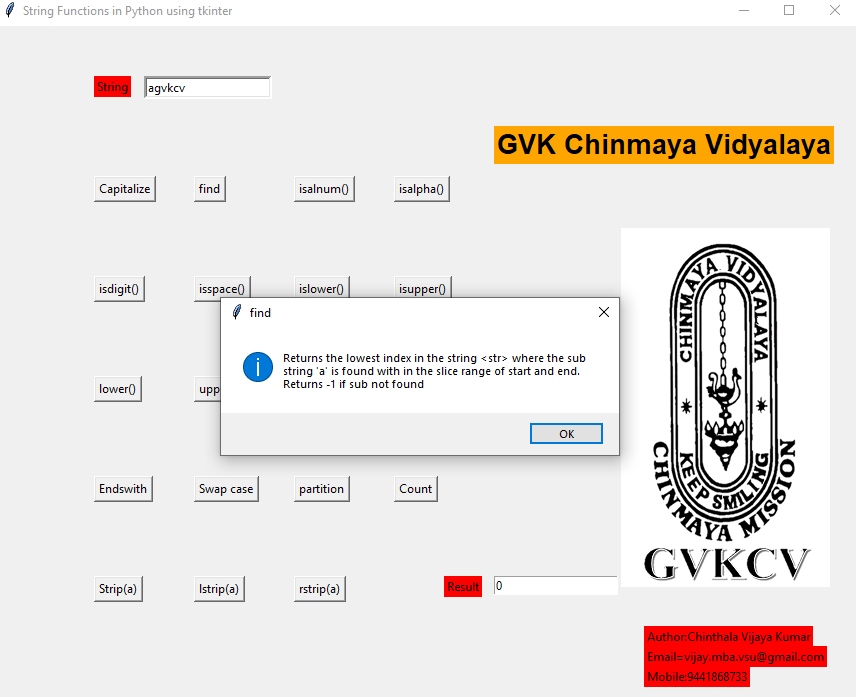 String Functions in Python using tkinter
String agvkcv
GVK Chinmaya Vidyalaya
Capitalize find isalnum() isalpha()
isdigit() isspace() islower() isupper()
find
Returns the lowest index in the string <str> where the sub
string 'a' is found with in the slice range of start and end.
Returns -1 if sub not found
OK
lower() upp
Endswith Swap case partition Count
Strip(a) lstrip(a) rstrip(a) Result 0
CHINMAYA VIDYALAYA
KEEP SMILING
CHINMAYA MISSION
GVKCV
Author:Chinthala Vijaya Kumar
Email=vijay.mba.vsu@gmail.com
Mobile:9441868733